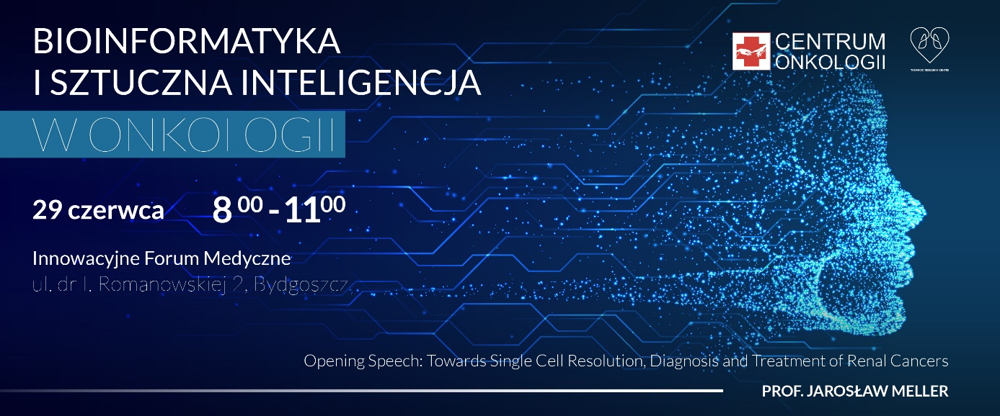 BIOINFORMATYKA
I SZTUCZNA INTELIGENCJA
W ONKOLOGII
CENTRUM
ONKOLOGII
THORACIC RESEARCH CENTRE
29 czerwca 8 00 - 11 00
Innowacyjne Forum Medyczne
ul. dr I. Romanowskiej 2, Bydgoszcz
Opening Speech: Towards Single Cell Resolution, Diagnosis and Treatment of Renal Cancers
PROF. JAROSŁAW MELLER